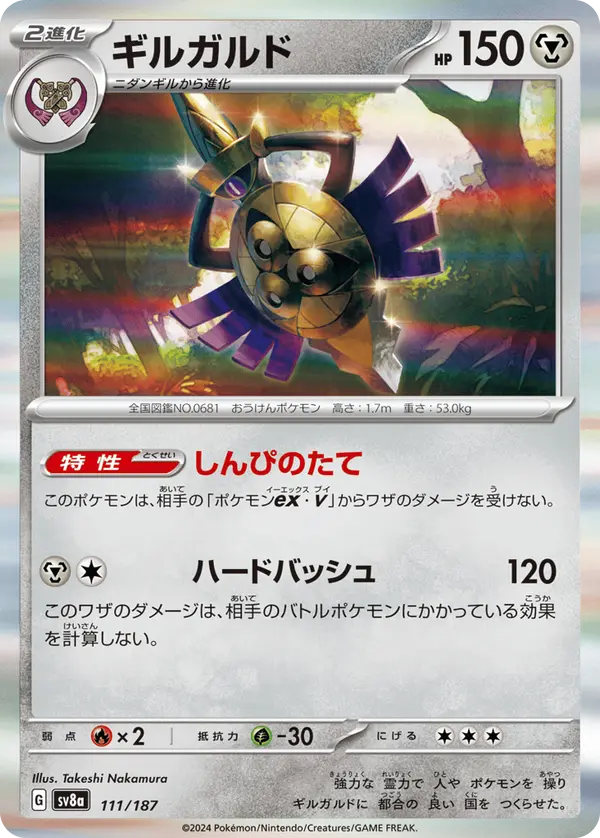 2進化 ギルガルド HP 150
ニダンギルから進化
全国図鑑NO.0681 おうけんポケモン 高さ:1.7m 重さ:53.0kg
特性 とくせい しんぴのたて
このポケモンは、相手の「ポケモンex・V」からワザのダメージを受けない。
ハードバッシュ 120
このワザのダメージは、相手のバトルポケモンにかかっている効果
を計算しない。
弱点 ×2 抵抗力 -30 にげる
Illus. Takeshi Nakamura
G sv8a 111/187
強力な 霊力で 人や ポケモンを 操り
ギルガルドに 都合の 良い 国を つくらせた。
©2024 Pokémon/Nintendo/Creatures/GAME FREAK.